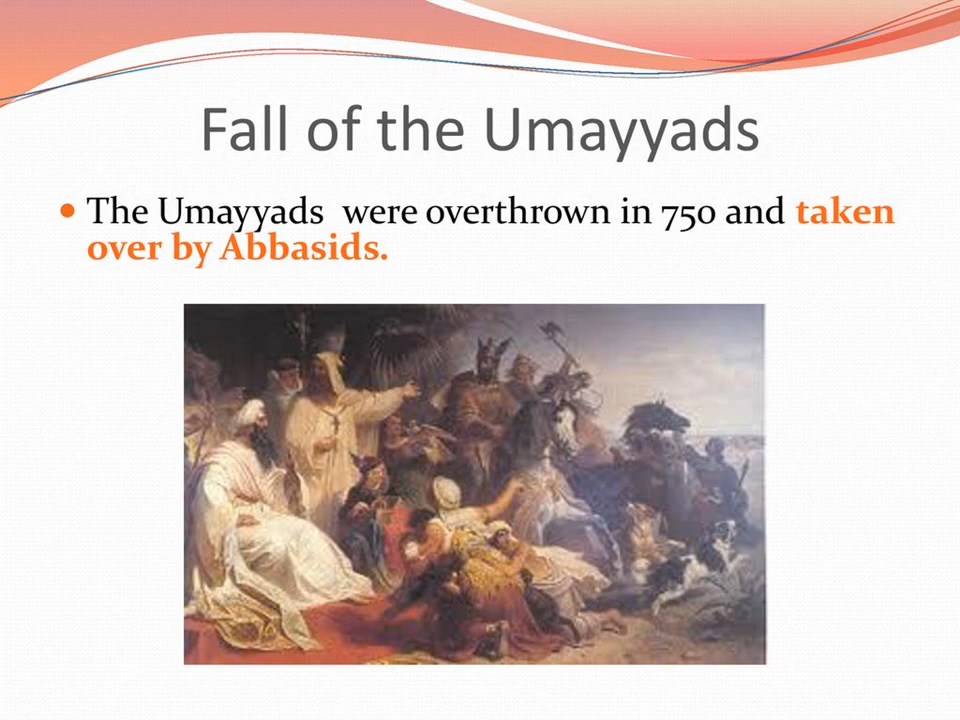 Fall of the Umayyads
• The Umayyads  were overthrown in 750 and taken
over by Abbasids.